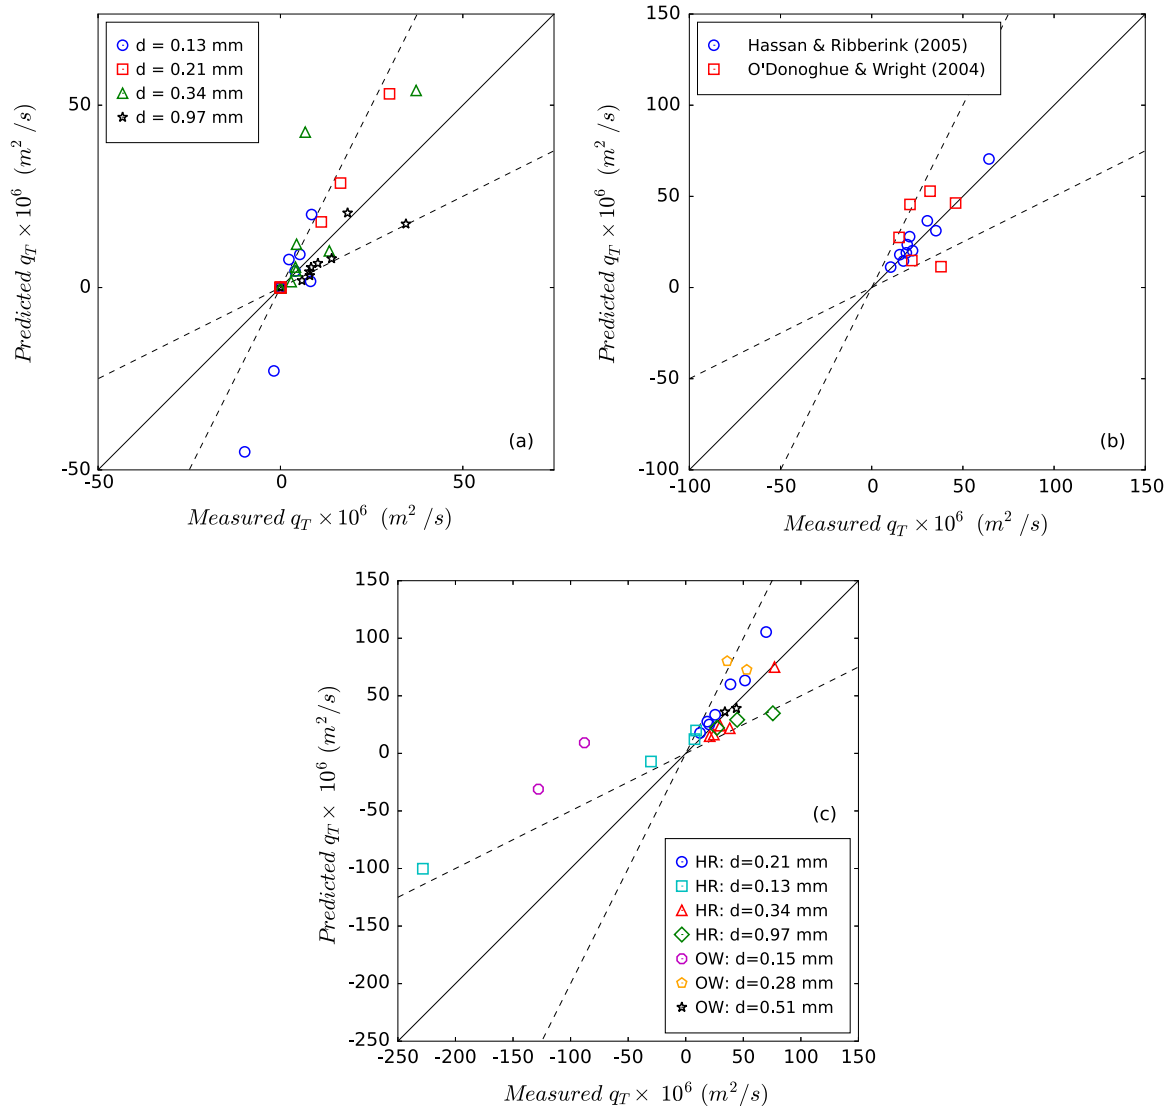 d = 0.13 mm
d = 0.21 mm
d = 0.34 mm
d = 0.97 mm
50
0
-50
-50 0 50
Predicted q_T × 10^6 (m^2 /s)
Measured q_T × 10^6 (m^2 /s)
(a)
Hassan & Ribberink (2005)
O'Donoghue & Wright (2004)
150
100
50
0
-50
-100
-100 -50 0 50 100 150
Predicted q_T × 10^6 (m^2 /s)
Measured q_T × 10^6 (m^2 /s)
(b)
150
100
50
0
-50
-100
-150
-200
-250
-250 -200 -150 -100 -50 0 50 100 150
Predicted q_T × 10^6 (m^2/s)
Measured q_T × 10^6 (m^2/s)
(c)
HR: d=0.21 mm
HR: d=0.13 mm
HR: d=0.34 mm
HR: d=0.97 mm
OW: d=0.15 mm
OW: d=0.28 mm
OW: d=0.51 mm